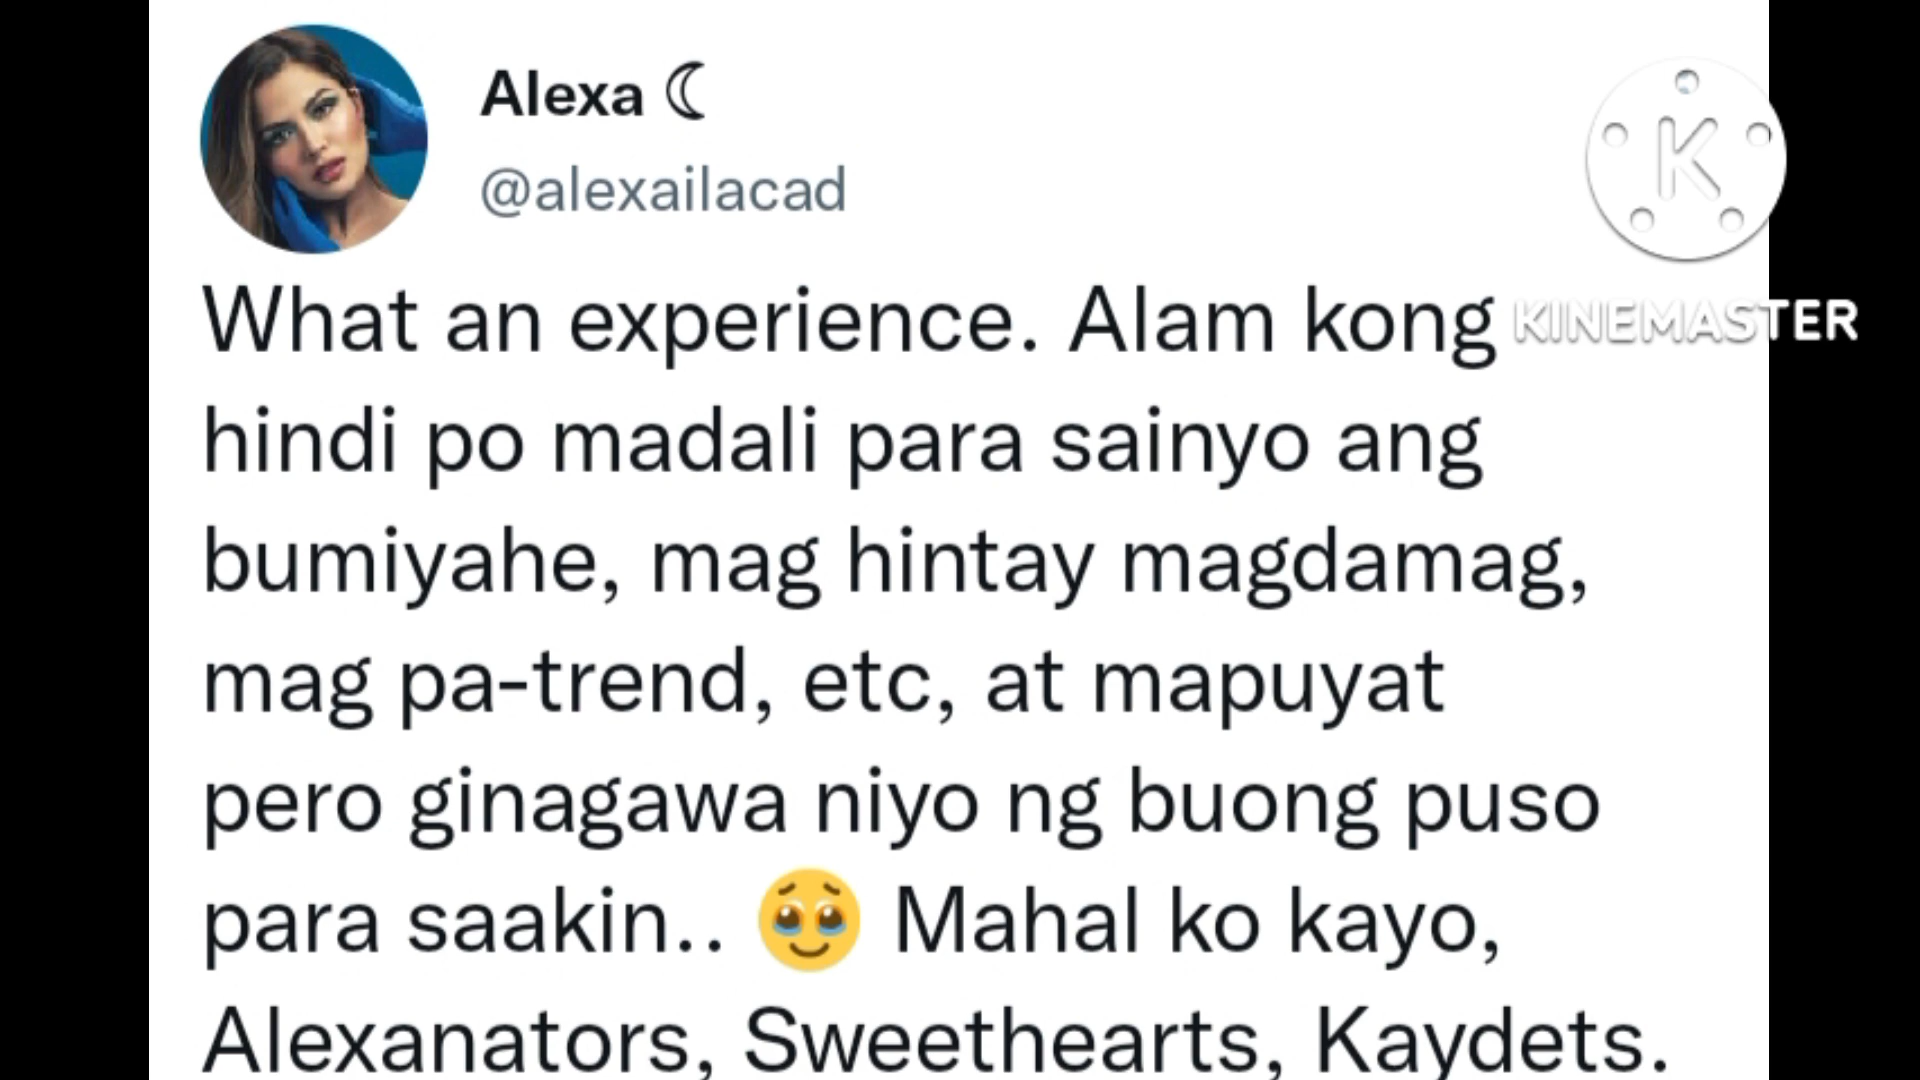 Alexa ☾
@alexailacad
K
KINEMASTER
What an experience. Alam kong
hindi po madali para sainyo ang
bumiyahe, mag hintay magdamag,
mag pa-trend, etc, at mapuyat
pero ginagawa niyo ng buong puso
para saakin.. 🥹 Mahal ko kayo,
Alexanators, Sweethearts, Kaydets.